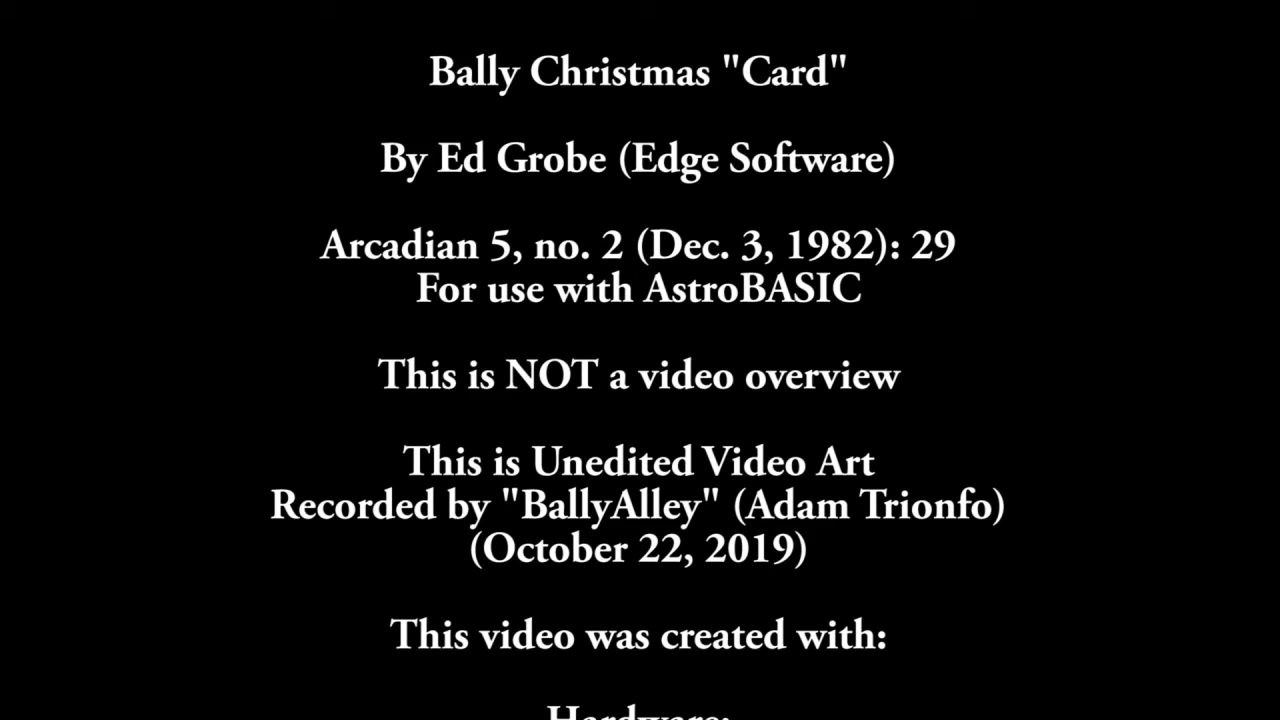 Bally Christmas "Card"
By Ed Grobe (Edge Software)
Arcadian 5, no. 2 (Dec. 3, 1982): 29
For use with AstroBASIC
This is NOT a video overview
This is Unedited Video Art
Recorded by "BallyAlley" (Adam Trionfo)
(October 22, 2019)
This video was created with:
Hardware: